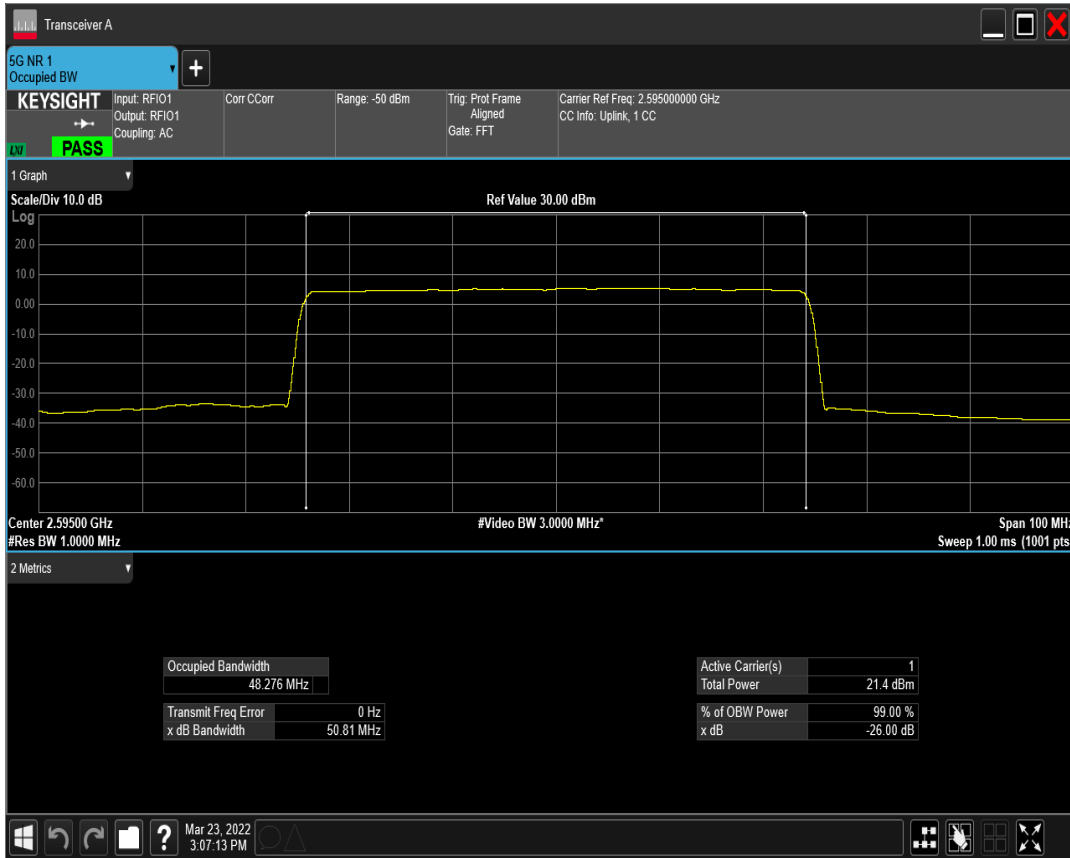 Transceiver A
5G NR 1
Occupied BW
KEYSIGHT
Input: RFIO1
Output: RFIO1
Coupling: AC
Corr CCorr
Range: -50 dBm
Trig: Prot Frame
Aligned
Gate: FFT
Carrier Ref Freq: 2.595000000 GHz
CC Info: Uplink, 1 CC
LXI
PASS
1 Graph
Scale/Div 10.0 dB
Ref Value 30.00 dBm
Log
20.0
10.0
0.00
-10.0
-20.0
-30.0
-40.0
-50.0
-60.0
Center 2.59500 GHz
#Video BW 3.0000 MHz*
Span 100 MHz
#Res BW 1.0000 MHz
Sweep 1.00 ms (1001 pts
2 Metrics
Occupied Bandwidth
48.276 MHz
Transmit Freq Error 0 Hz
x dB Bandwidth 50.81 MHz
Active Carrier(s) 1
Total Power 21.4 dBm
% of OBW Power 99.00 %
x dB -26.00 dB
Mar 23, 2022
3:07:13 PM